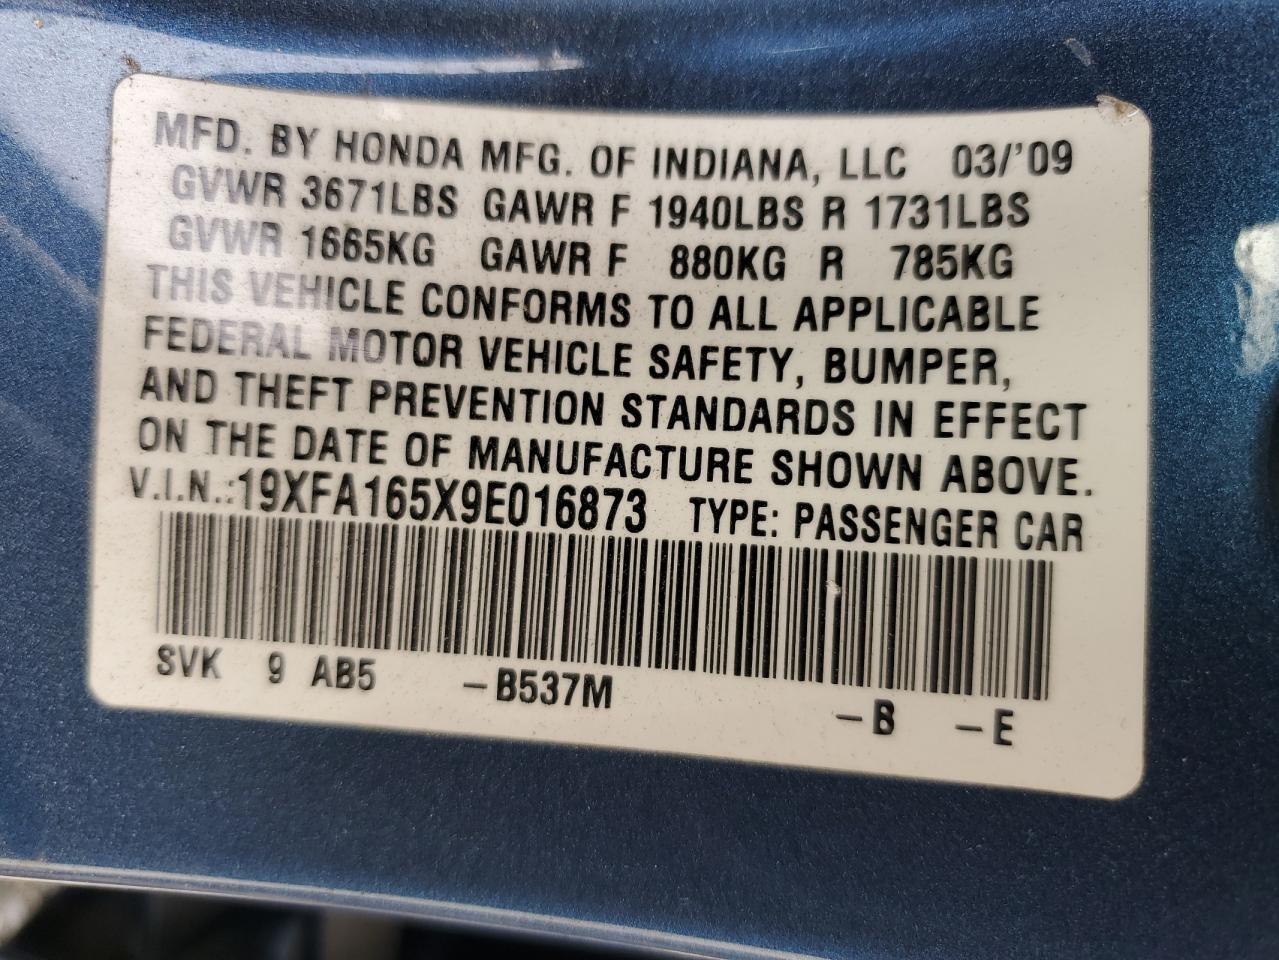 MFD. BY HONDA MFG. OF INDIANA, LLC 03/'09
GVWR 3671LBS GAWR F 1940LBS R 1731LBS
GVWR 1665KG GAWR F 880KG R 785KG
THIS VEHICLE CONFORMS TO ALL APPLICABLE
FEDERAL MOTOR VEHICLE SAFETY, BUMPER,
AND THEFT PREVENTION STANDARDS IN EFFECT
ON THE DATE OF MANUFACTURE SHOWN ABOVE.
V.I.N.:19XFA165X9E016873 TYPE: PASSENGER CAR
SVK 9 AB5 -B537M -B -E